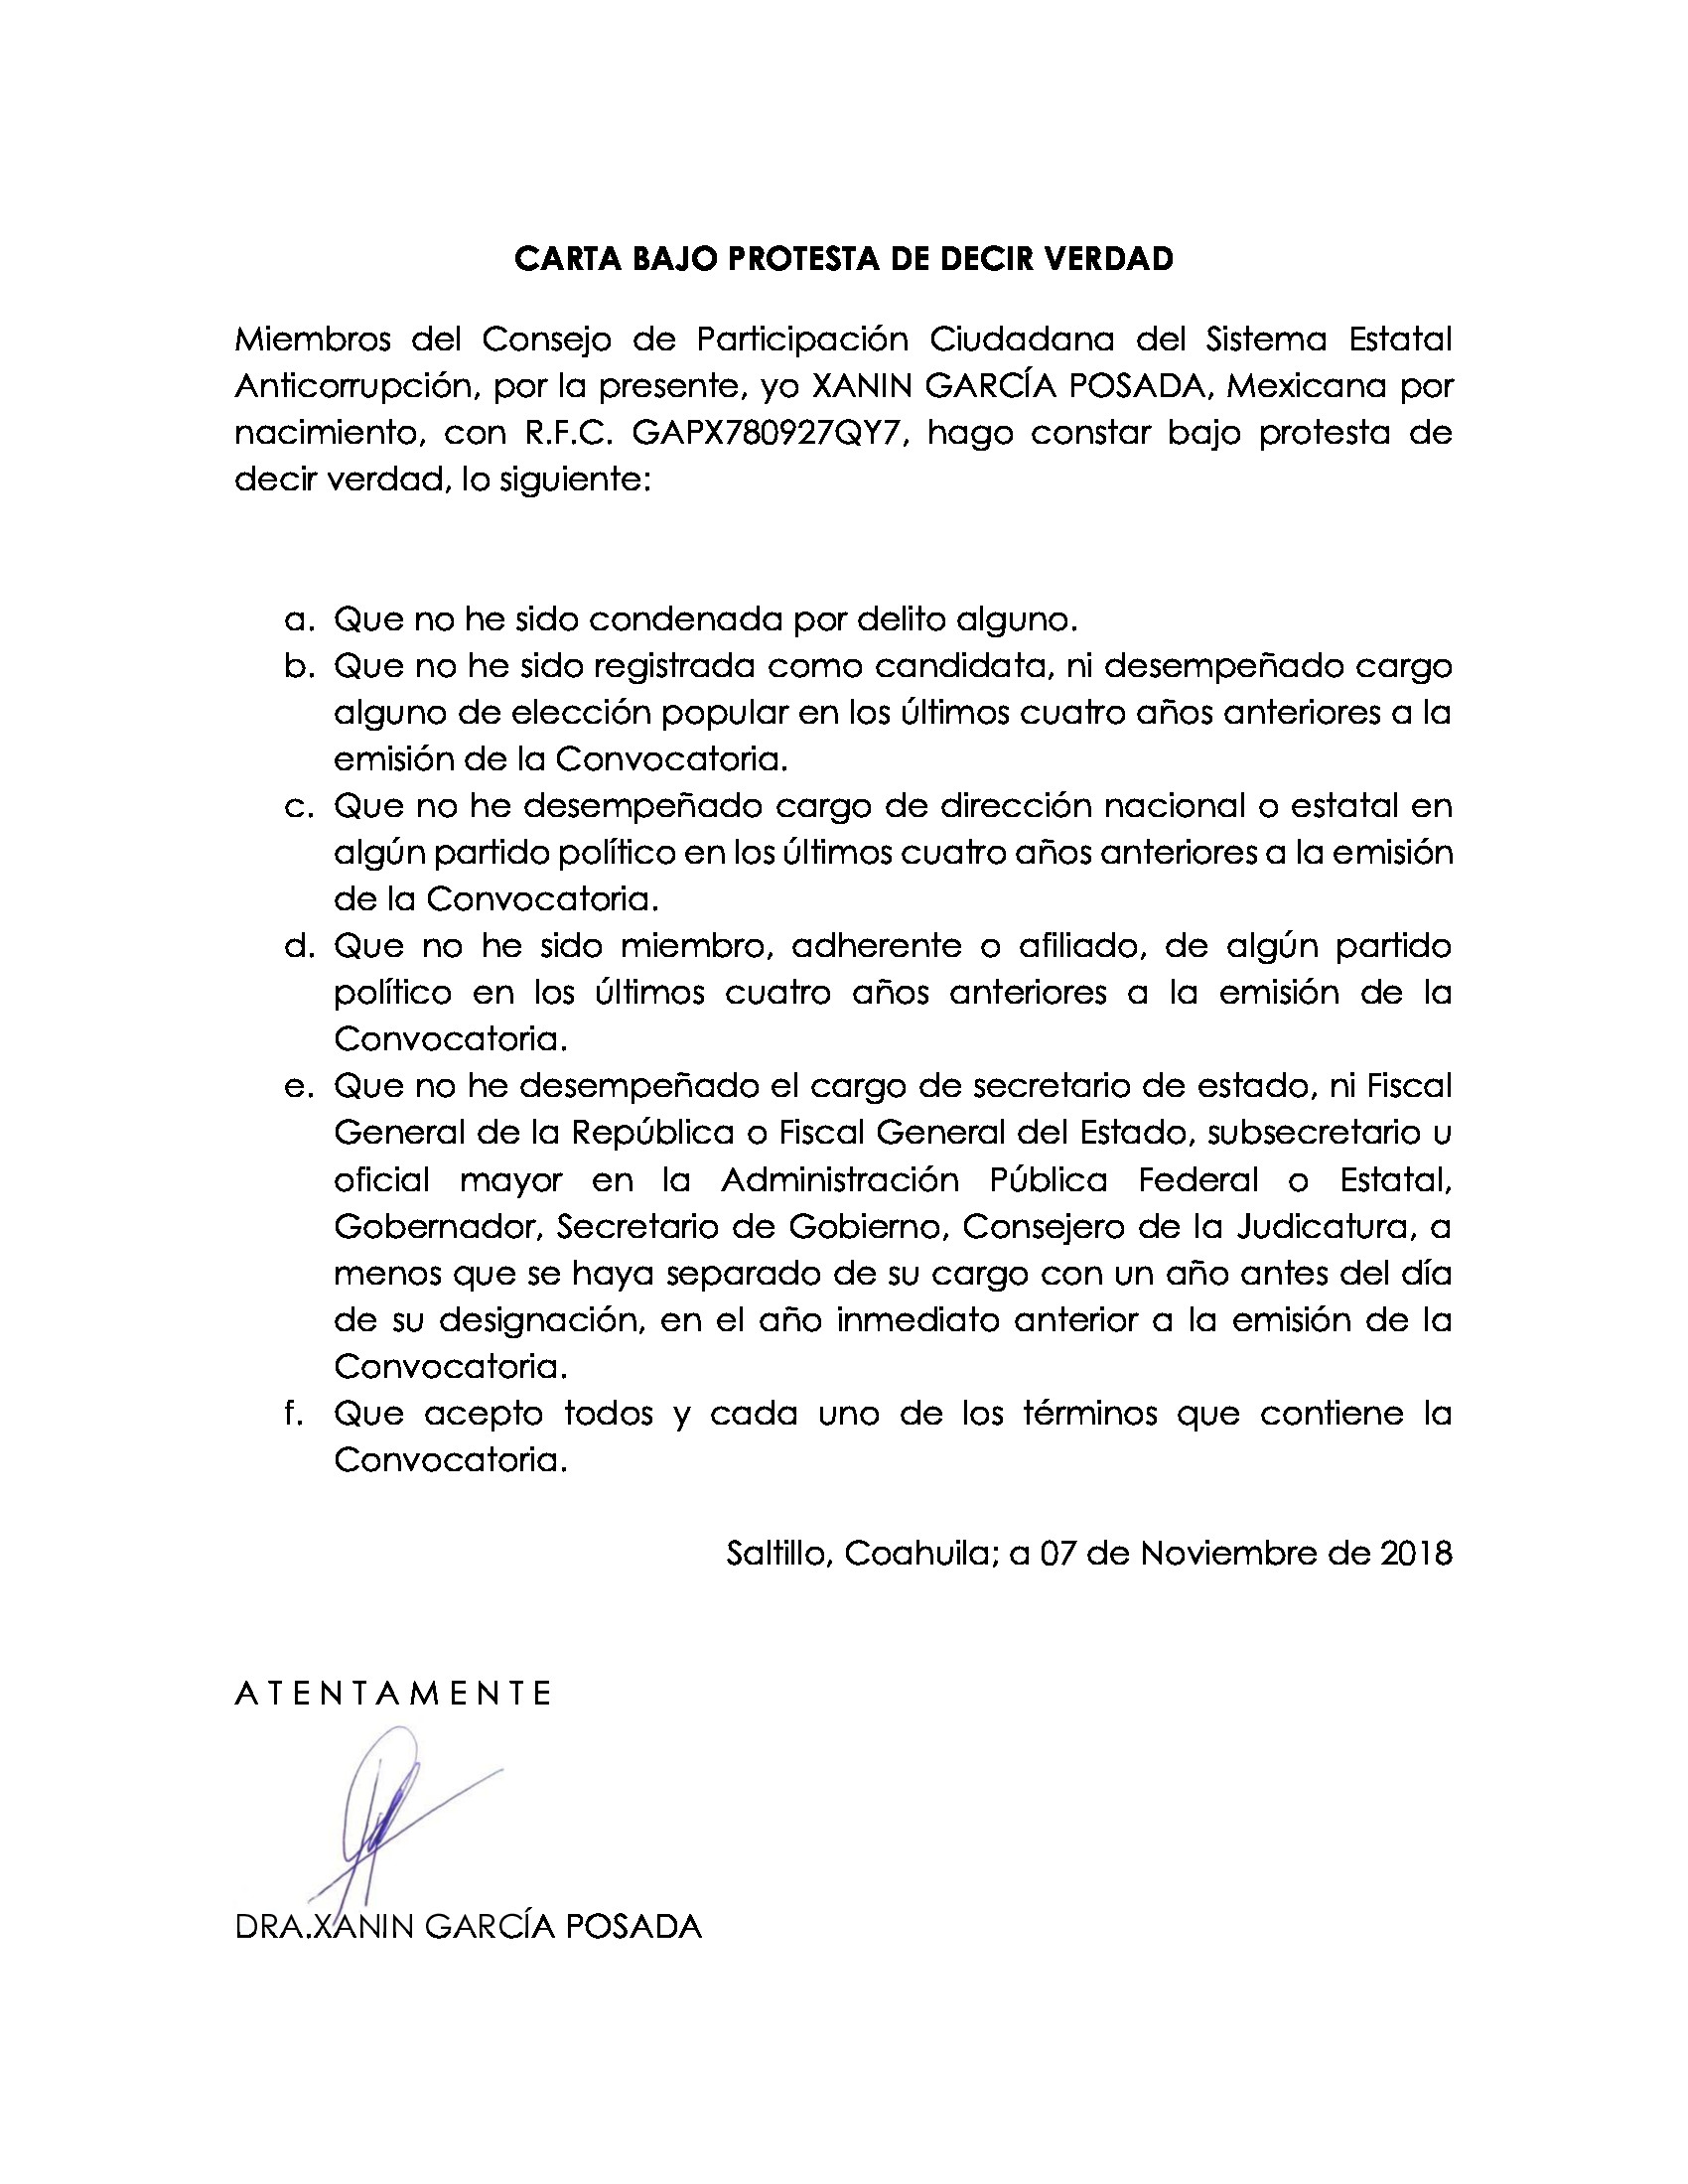 CARTA BAJO PROTESTA DE DECIR VERDAD
Miembros del Consejo de Participación Ciudadana del Sistema Estatal
Anticorrupción, por la presente, yo XANIN GARCÍA POSADA, Mexicana por
nacimiento, con R.F.C. GAPX780927QY7, hago constar bajo protesta de
decir verdad, lo siguiente:
a. Que no he sido condenada por delito alguno.
b. Que no he sido registrada como candidata, ni desempeñado cargo
alguno de elección popular en los últimos cuatro años anteriores a la
emisión de la Convocatoria.
c. Que no he desempeñado cargo de dirección nacional o estatal en
algún partido político en los últimos cuatro años anteriores a la emisión
de la Convocatoria.
d. Que no he sido miembro, adherente o afiliado, de algún partido
político en los últimos cuatro años anteriores a la emisión de la
Convocatoria.
e. Que no he desempeñado el cargo de secretario de estado, ni Fiscal
General de la República o Fiscal General del Estado, subsecretario u
oficial mayor en la Administración Pública Federal o Estatal,
Gobernador, Secretario de Gobierno, Consejero de la Judicatura, a
menos que se haya separado de su cargo con un año antes del día
de su designación, en el año inmediato anterior a la emisión de la
Convocatoria.
f. Que acepto todos y cada uno de los términos que contiene la
Convocatoria.
Saltillo, Coahuila; a 07 de Noviembre de 2018
A T E N T A M E N T E
DRA.XANIN GARCÍA POSADA